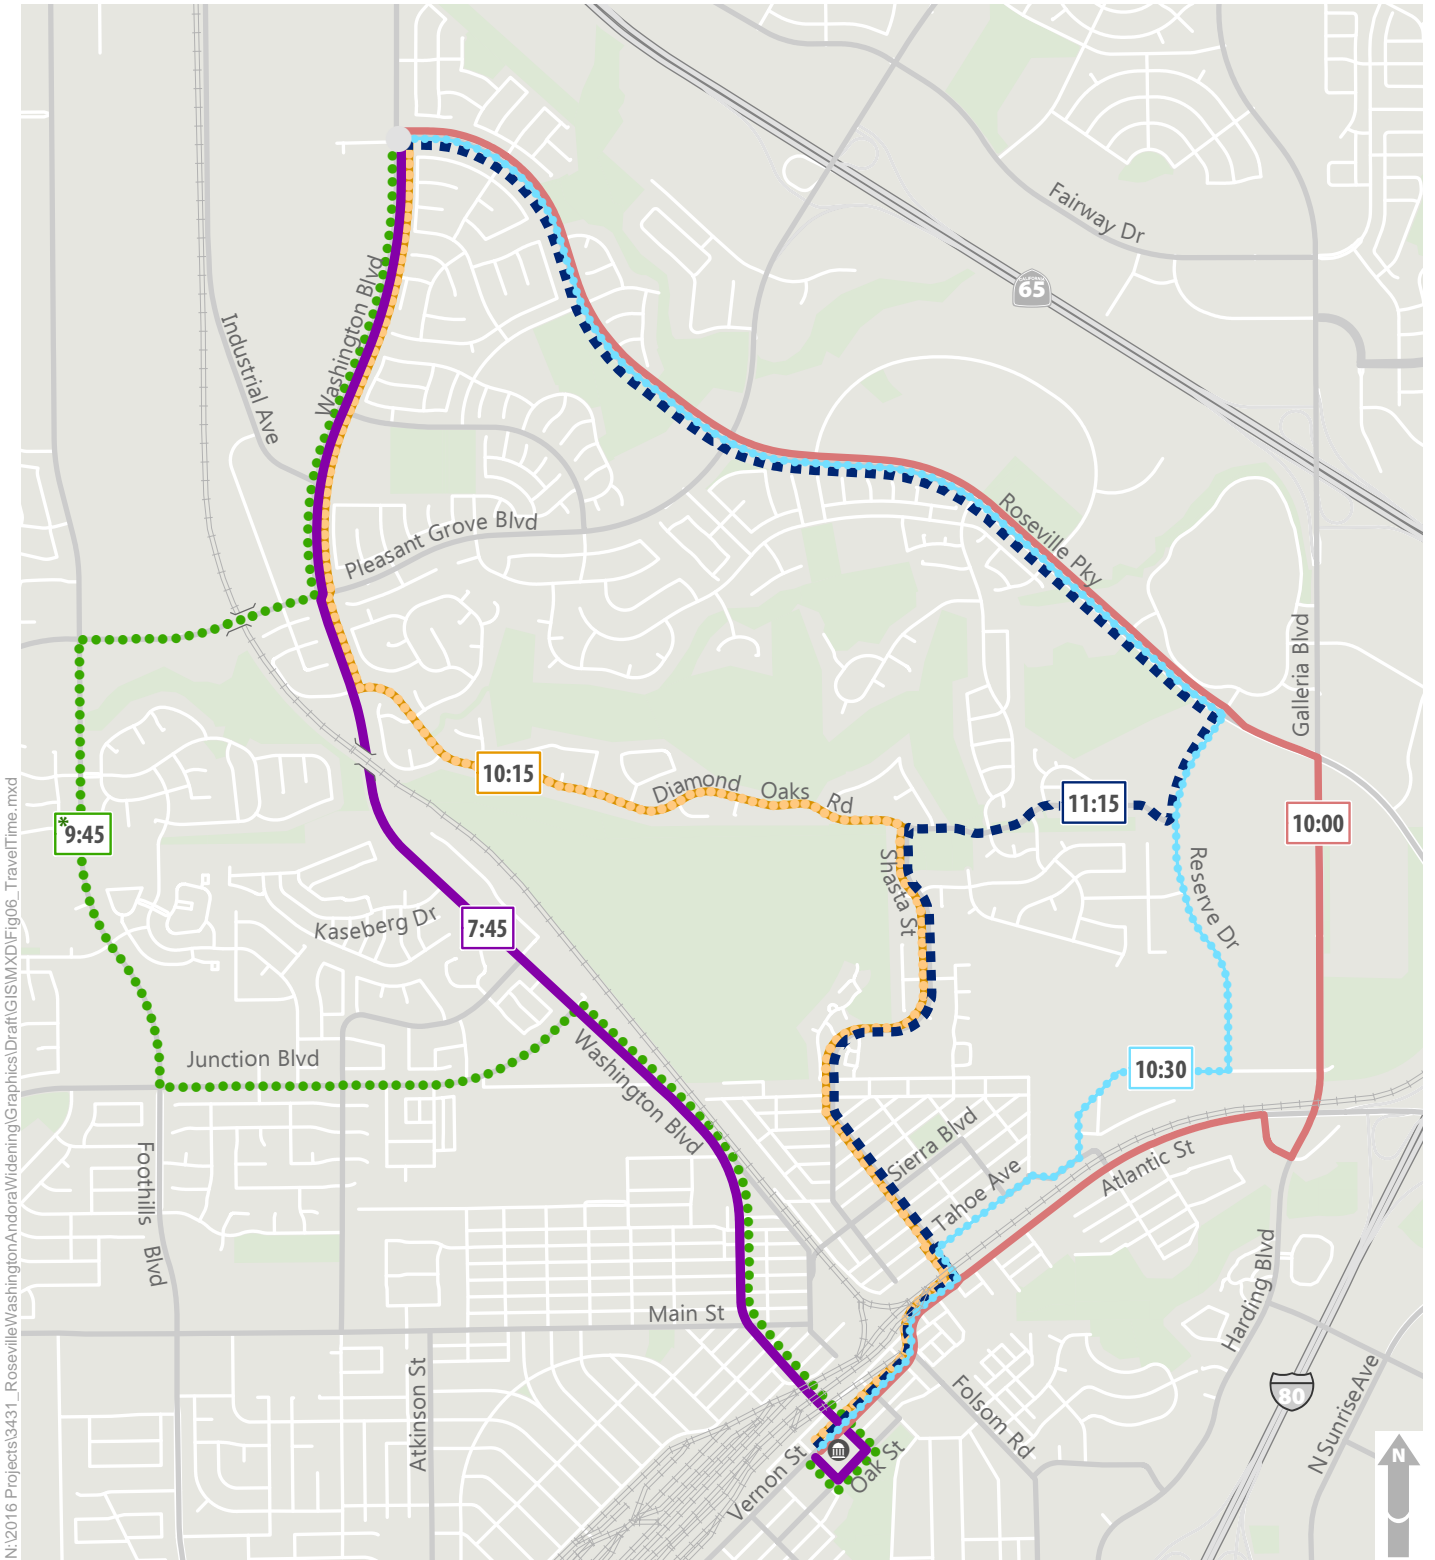 Fairway Dr
CALIFORNIA
65
Washington Blvd
Industrial Ave
Pleasant Grove Blvd
Roseville Pky
Galleria Blvd
10:15
Diamond Oaks Rd
11:15
10:00
*9:45
Shasta St
Reserve Dr
Kaseberg Dr
7:45
Junction Blvd
Washington Blvd
10:30
Sierra Blvd
Tahoe Ave
Atlantic St
Foothills Blvd
Harding Blvd
Main St
Atkinson St
Folsom Rd
80
N Sunrise Ave
Vernon St
Oak St
N
N:\2016 Projects\3431_RosevilleWashingtonAndoraWidening\Graphics\Draft\GIS\MXD\Fig06_TravelTime.mxd